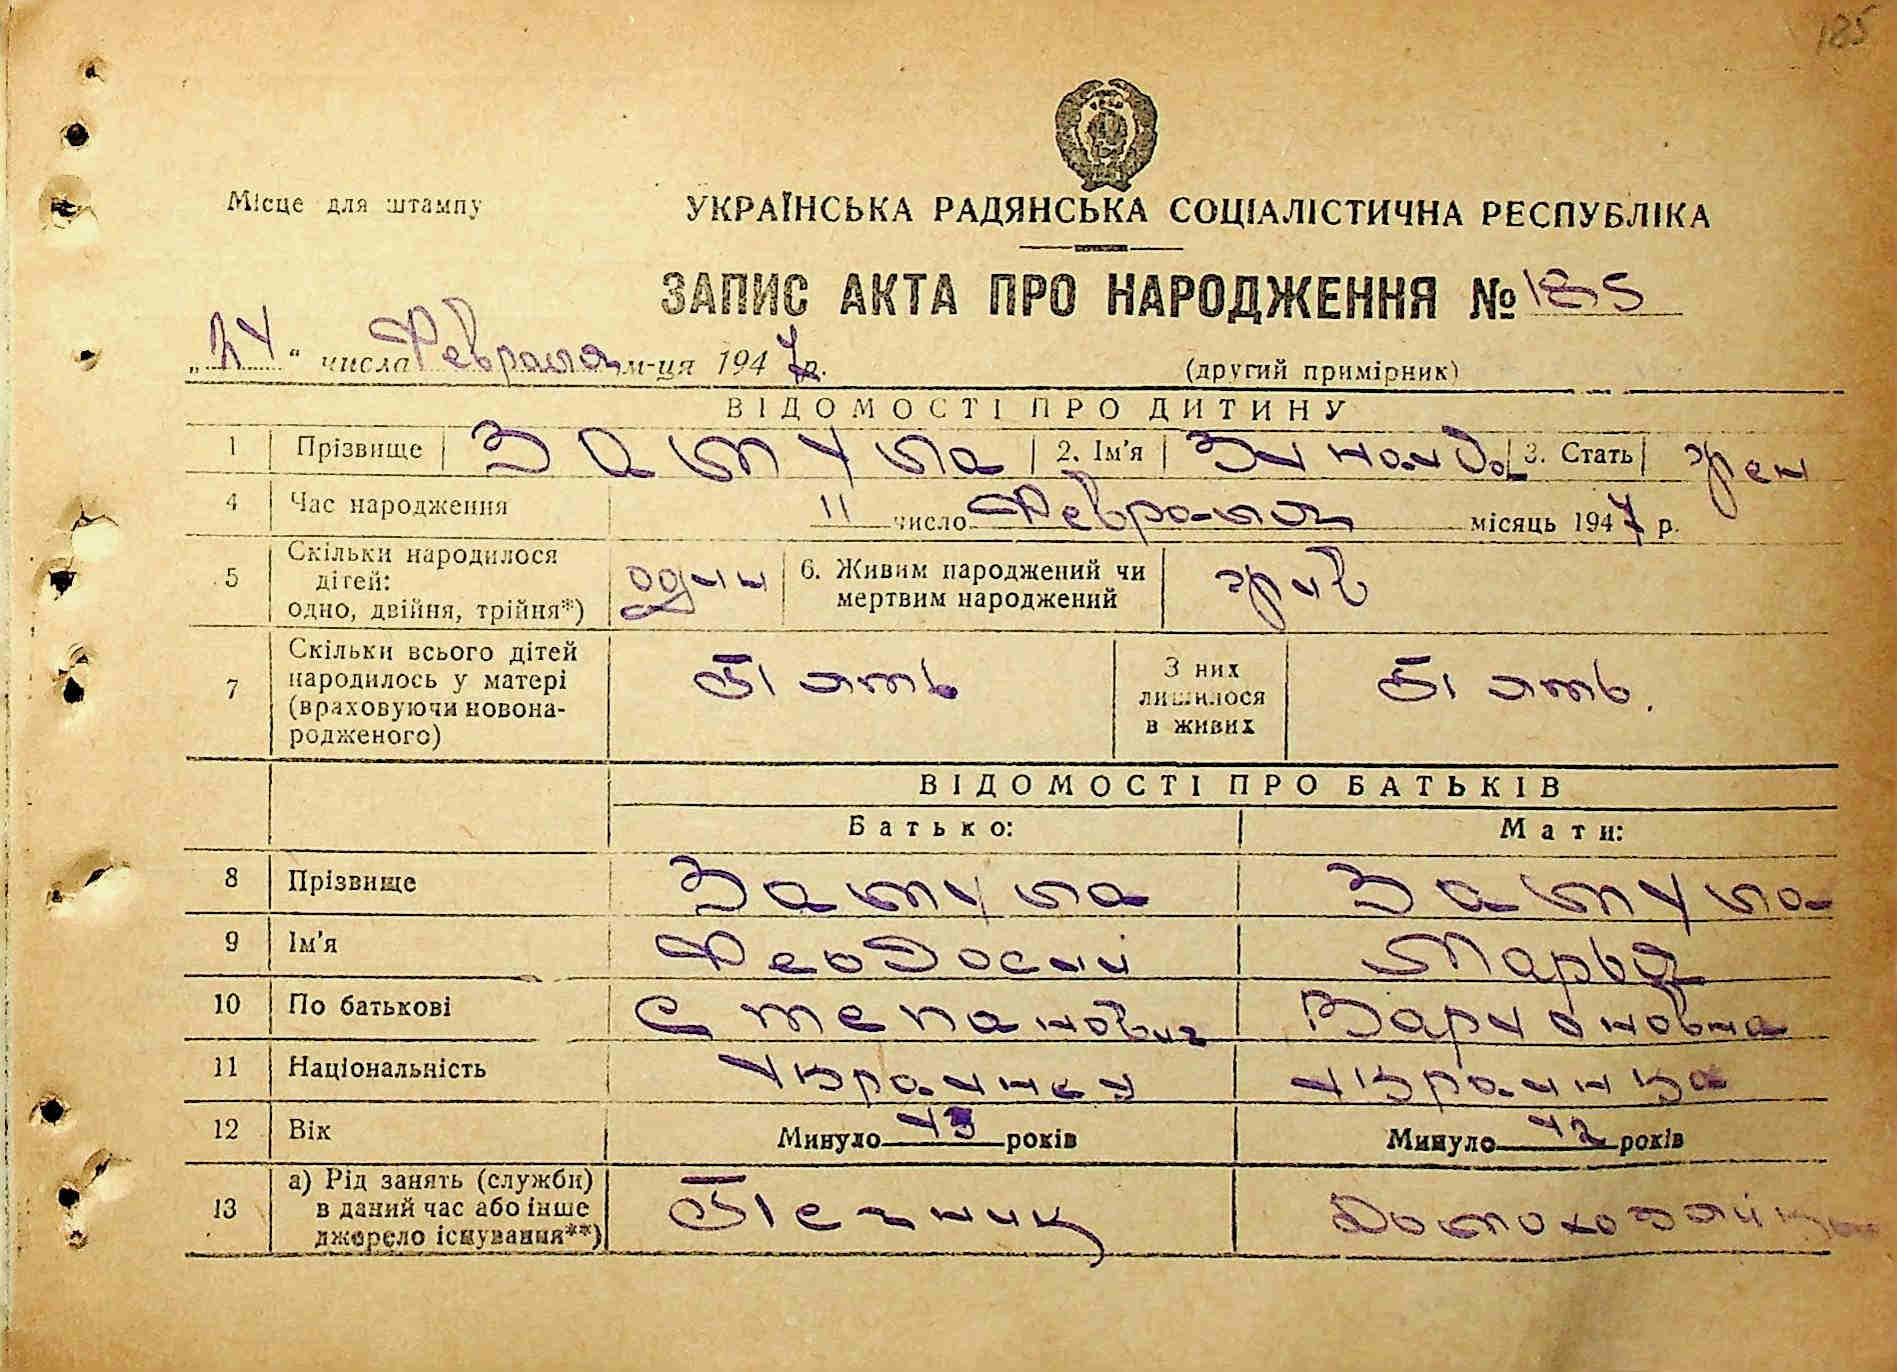 185
Місце для штампу
УКРАЇНСЬКА РАДЯНСЬКА СОЦІАЛІСТИЧНА РЕСПУБЛІКА
ЗАПИС АКТА ПРО НАРОДЖЕННЯ № 185
„24“ числа Февраля м-ця 1947 р.
(другий примірник)
ВІДОМОСТІ ПРО ДИТИНУ
1 Прізвище Замула 2. Ім'я Зинаида 3. Стать жен
4 Час народження 11 число Февраля місяць 1947 р.
5 Скільки народилося
дітей:
одно, двійня, трійня*) один 6. Живим народжений чи
мертвим народжений жив
7 Скільки всього дітей
народилось у матері
(враховуючи новона-
родженого) Пять З них
лишилося
в живих Пять.
ВІДОМОСТІ ПРО БАТЬКІВ
Батько: Мати:
8 Прізвище Замула Замула
9 Ім'я Феодосий Марья
10 По батькові Степанович Варионовна
11 Національність украинец украинка
12 Вік Минуло 43 років Минуло 42 років
13 а) Рід занять (служби)
в даний час або інше
джерело існування**) Печник Домохозяйка